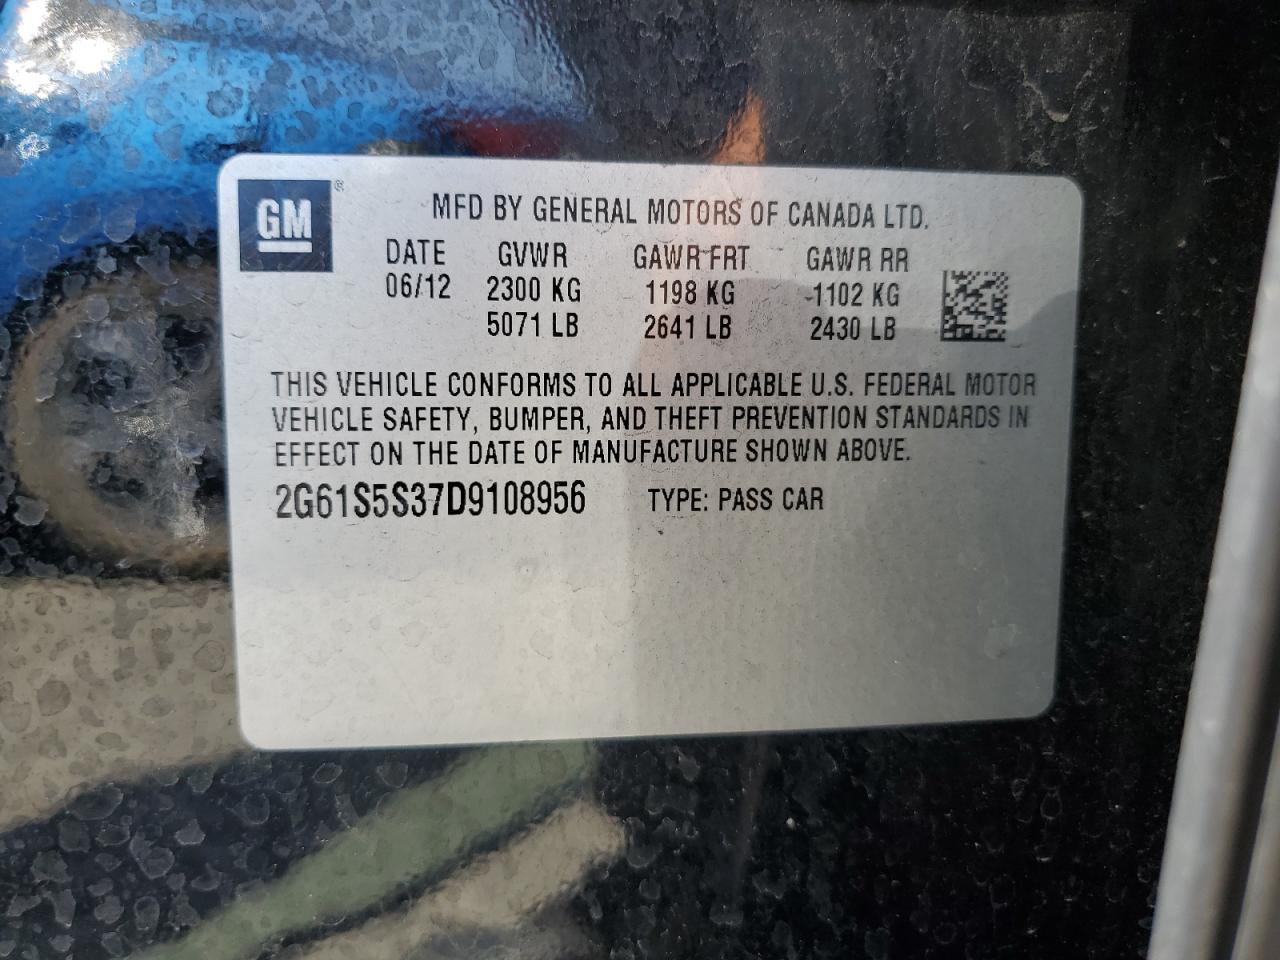 GM ®
MFD BY GENERAL MOTORS OF CANADA LTD.
DATE GVWR GAWR FRT GAWR RR
06/12 2300 KG 1198 KG 1102 KG
5071 LB 2641 LB 2430 LB
THIS VEHICLE CONFORMS TO ALL APPLICABLE U.S. FEDERAL MOTOR
VEHICLE SAFETY, BUMPER, AND THEFT PREVENTION STANDARDS IN
EFFECT ON THE DATE OF MANUFACTURE SHOWN ABOVE.
2G61S5S37D9108956 TYPE: PASS CAR